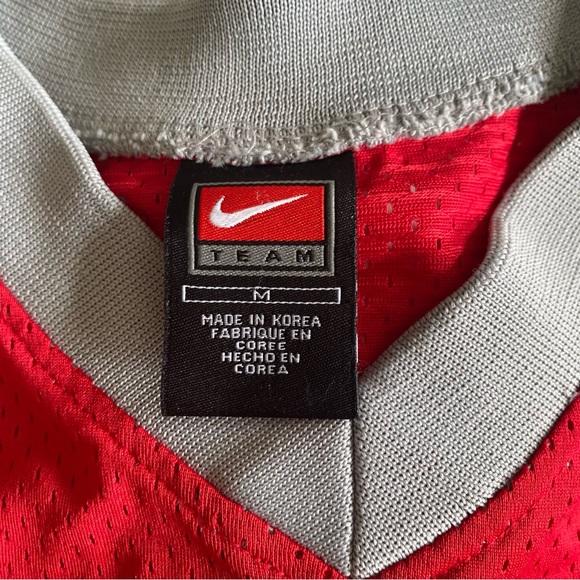 TEAM
M
MADE IN KOREA
FABRIQUE EN
COREE
HECHO EN
COREA